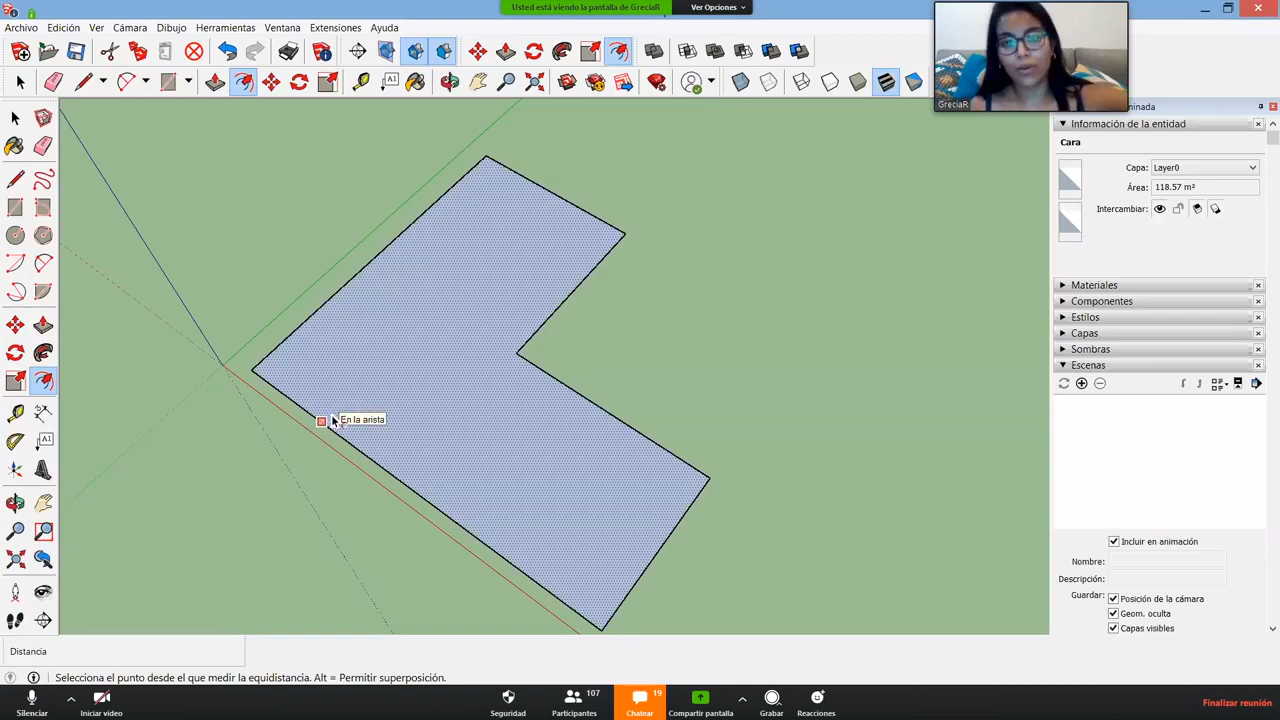 Usted está viendo la pantalla de GreciaR
Ver Opciones
Archivo Edición Ver Cámara Dibujo Herramientas Ventana Extensiones Ayuda
GreciaR
minada
Información de la entidad
Cara
Capa: Layer0
Área: 118.57 m²
Intercambiar:
Materiales
Componentes
Estilos
Capas
Sombras
Escenas
En la arista
Incluir en animación
Nombre:
Descripción:
Guardar: Posición de la cámara
Geom. oculta
Capas visibles
Distancia
Selecciona el punto desde el que medir la equidistancia. Alt = Permitir superposición.
Silenciar
Iniciar video
Seguridad
107
Participantes
19
Chatear
Compartir pantalla
Grabar
Reacciones
Finalizar reunión